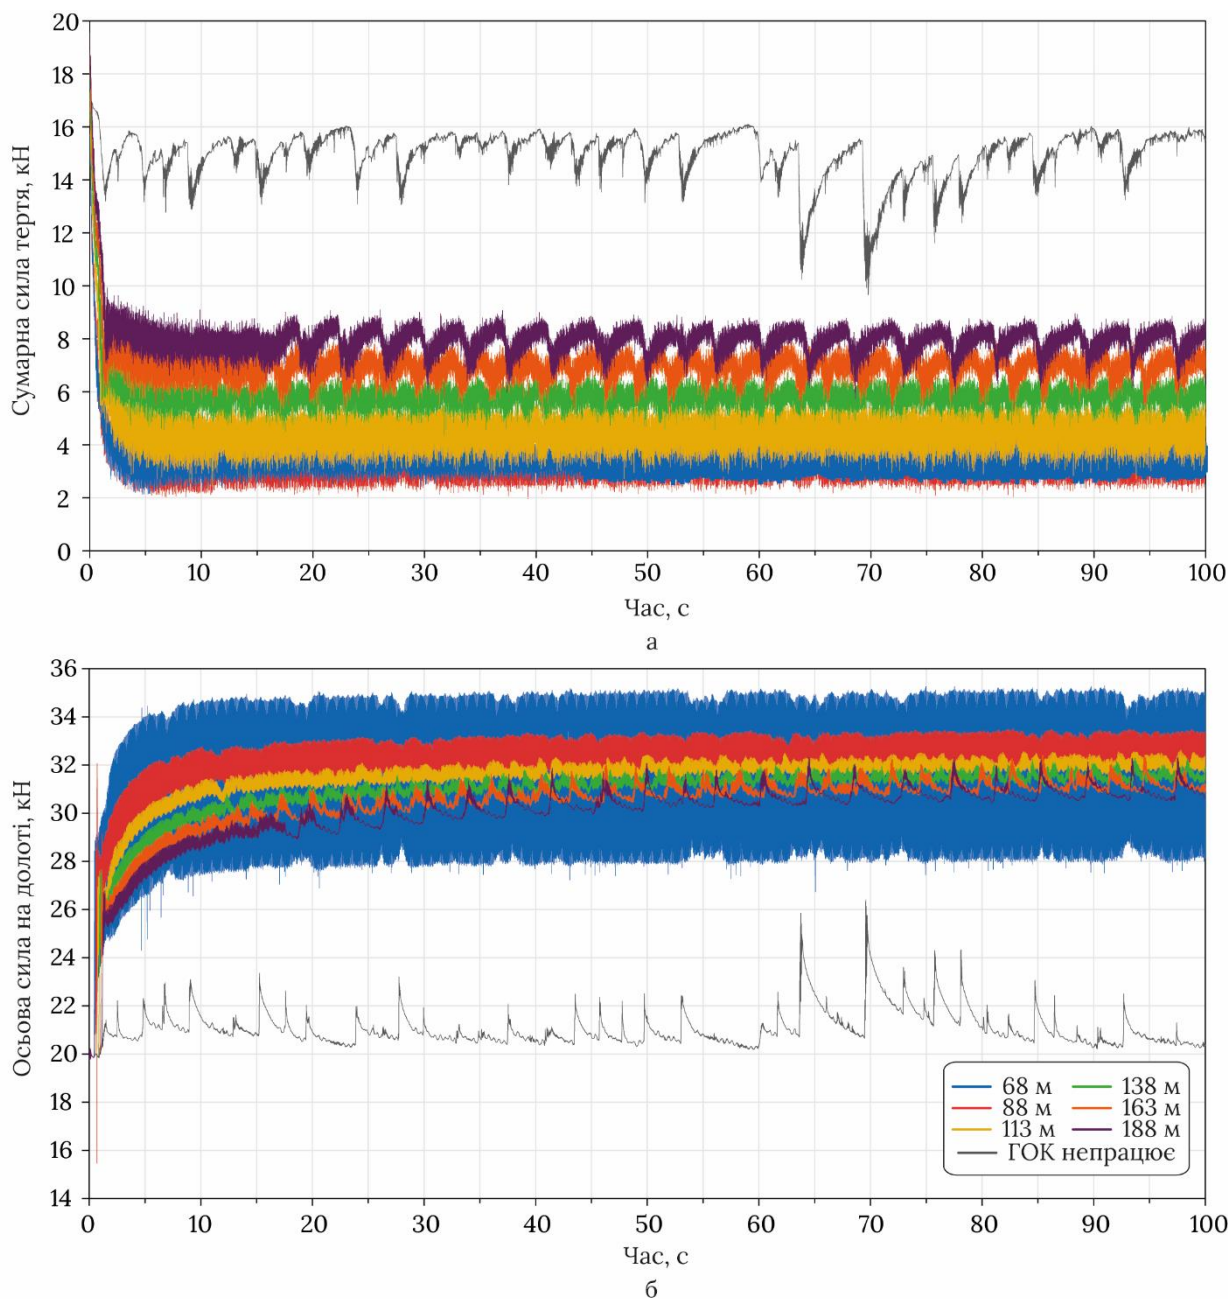 20
18
16
14
12
10
8
6
4
2
0
Сумарна сила тертя, кН
0 10 20 30 40 50 60 70 80 90 100
Час, с
а
36
34
32
30
28
26
24
22
20
18
16
14
Осьова сила на долоті, кН
68 м 138 м
88 м 163 м
113 м 188 м
ГОК непрацює
0 10 20 30 40 50 60 70 80 90 100
Час, с
б